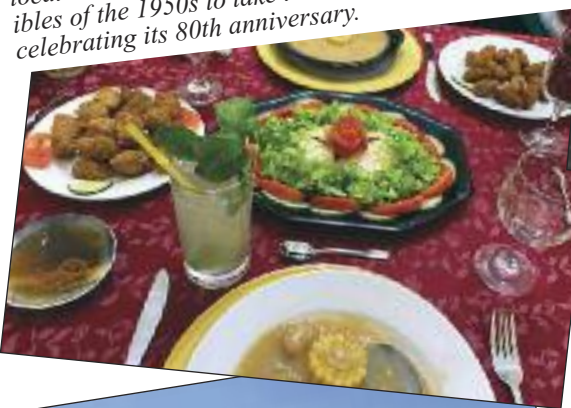 ibles of the 1950s to take
celebrating its 80th anniversary.